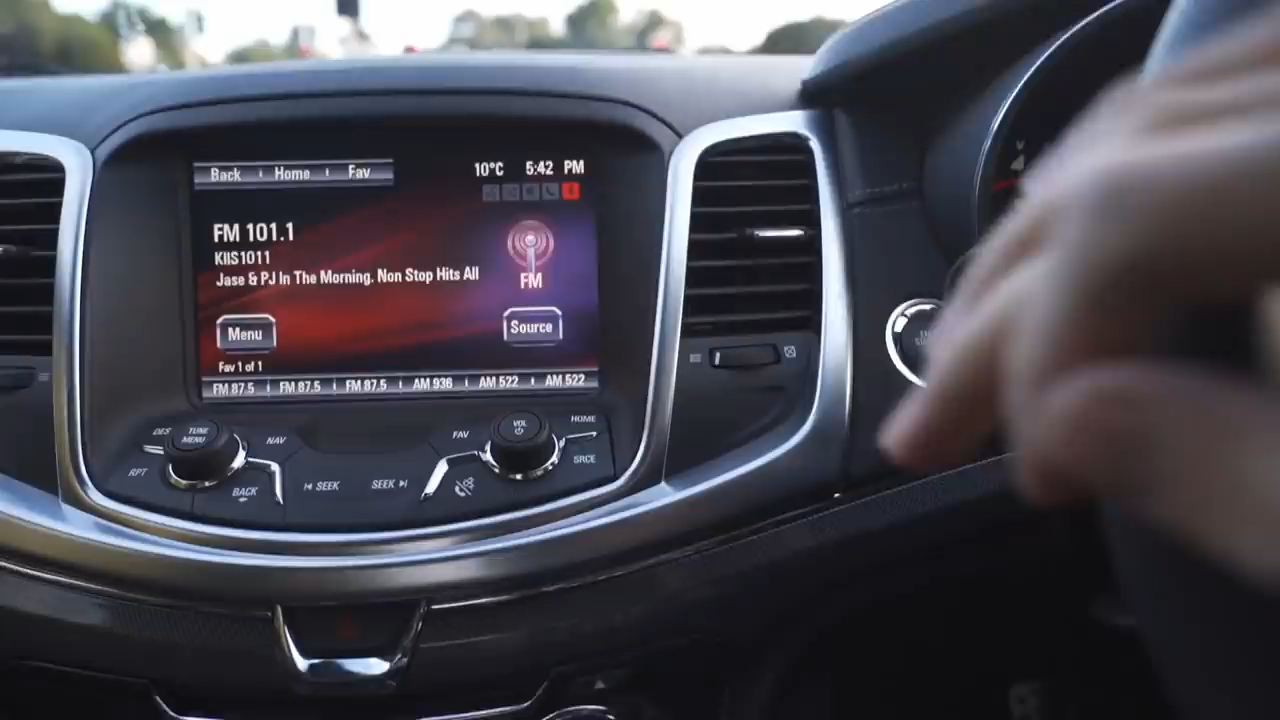 Back Home Fav
10°C 5:42 PM
FM 101.1
KIIS1011
Jase & PJ In The Morning. Non Stop Hits All
FM
Menu
Source
Fav 1 of 1
FM 87.5 FM 87.5 FM 87.5 AM 936 AM 522 AM 522
DES TUNE MENU NAV
RPT BACK
SEEK SEEK
FAV VOL HOME
SRCE